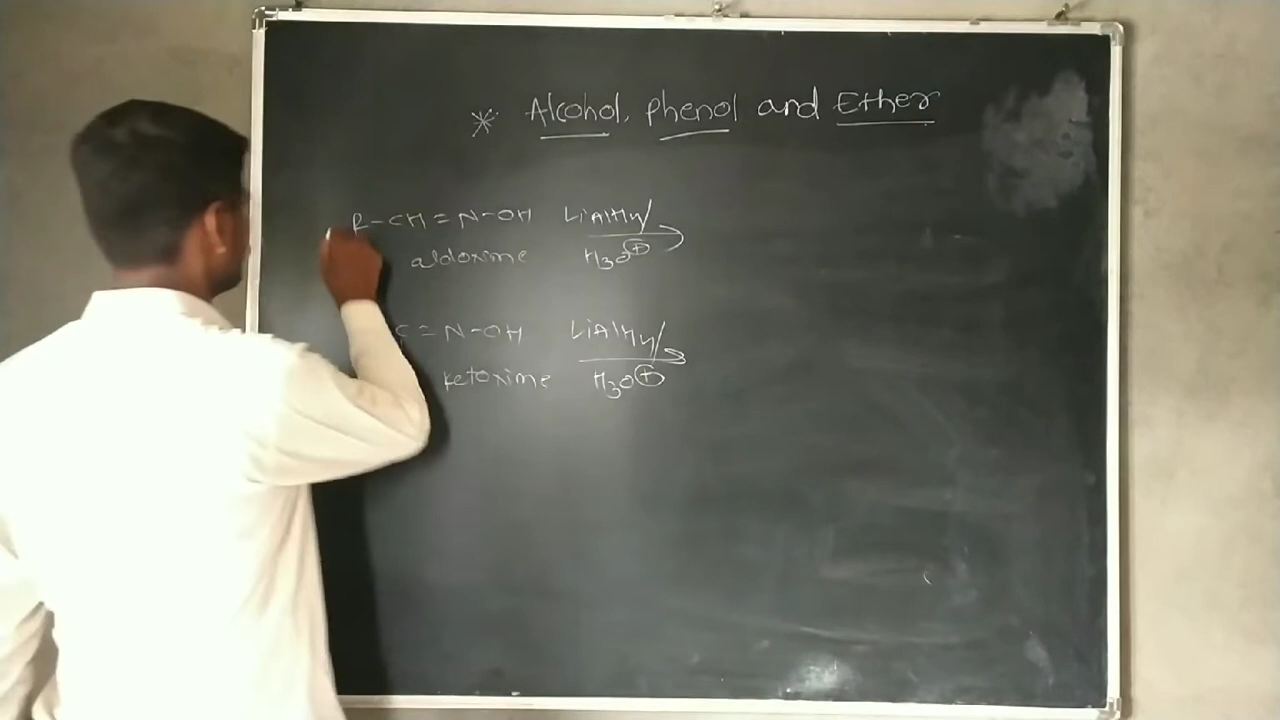 * Alcohol, phenol and Ether
R-CH=N-OH LiAlH4/
aldoxime H3O⊕
C=N-OH LiAlH4/
ketoxime H3O⊕